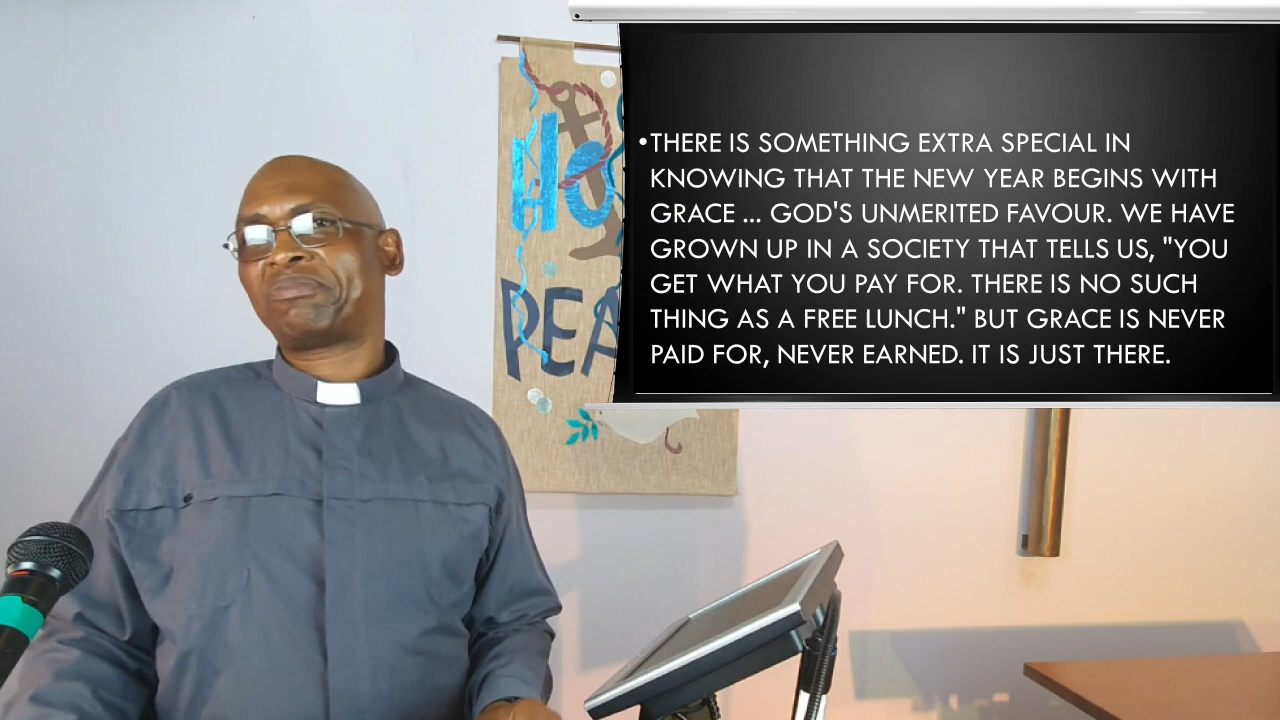 HO
PEA
•THERE IS SOMETHING EXTRA SPECIAL IN
KNOWING THAT THE NEW YEAR BEGINS WITH
GRACE ... GOD'S UNMERITED FAVOUR. WE HAVE
GROWN UP IN A SOCIETY THAT TELLS US, "YOU
GET WHAT YOU PAY FOR. THERE IS NO SUCH
THING AS A FREE LUNCH." BUT GRACE IS NEVER
PAID FOR, NEVER EARNED. IT IS JUST THERE.